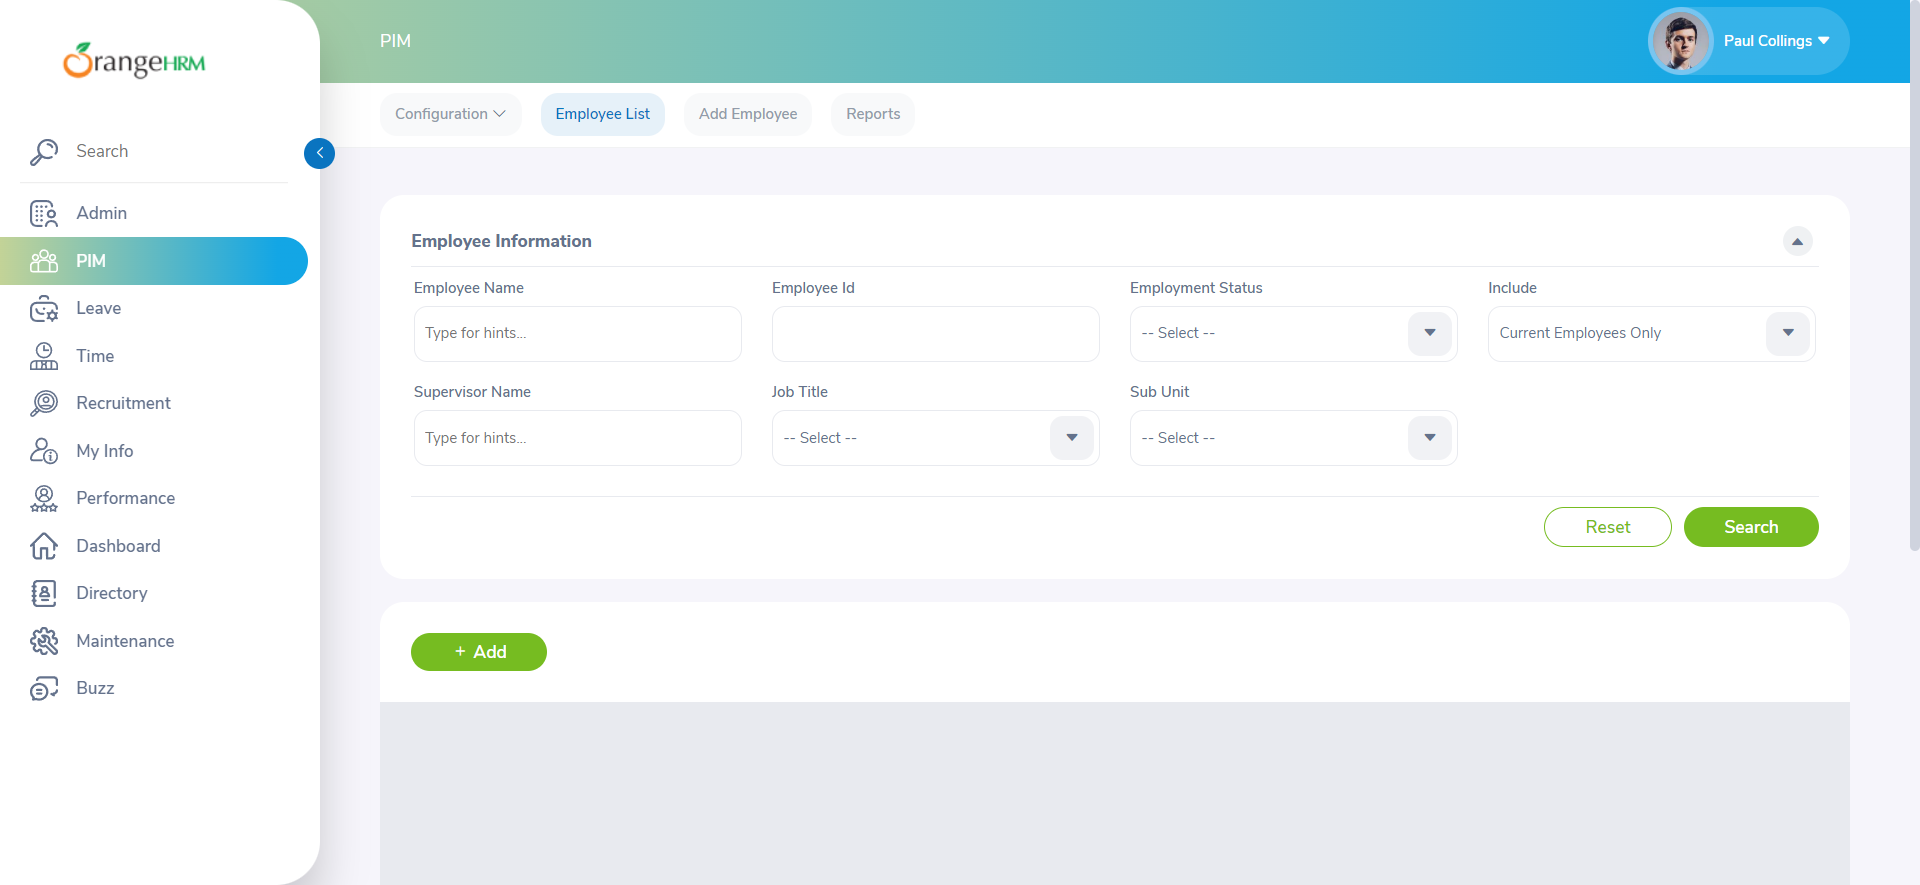 OrangeHRM
PIM
Paul Collings
Configuration
Employee List
Add Employee
Reports
Search
Admin
PIM
Leave
Time
Recruitment
My Info
Performance
Dashboard
Directory
Maintenance
Buzz
Employee Information
Employee Name
Employee Id
Employment Status
Include
Type for hints...
-- Select --
Current Employees Only
Supervisor Name
Job Title
Sub Unit
Type for hints...
-- Select --
-- Select --
Reset
Search
+ Add